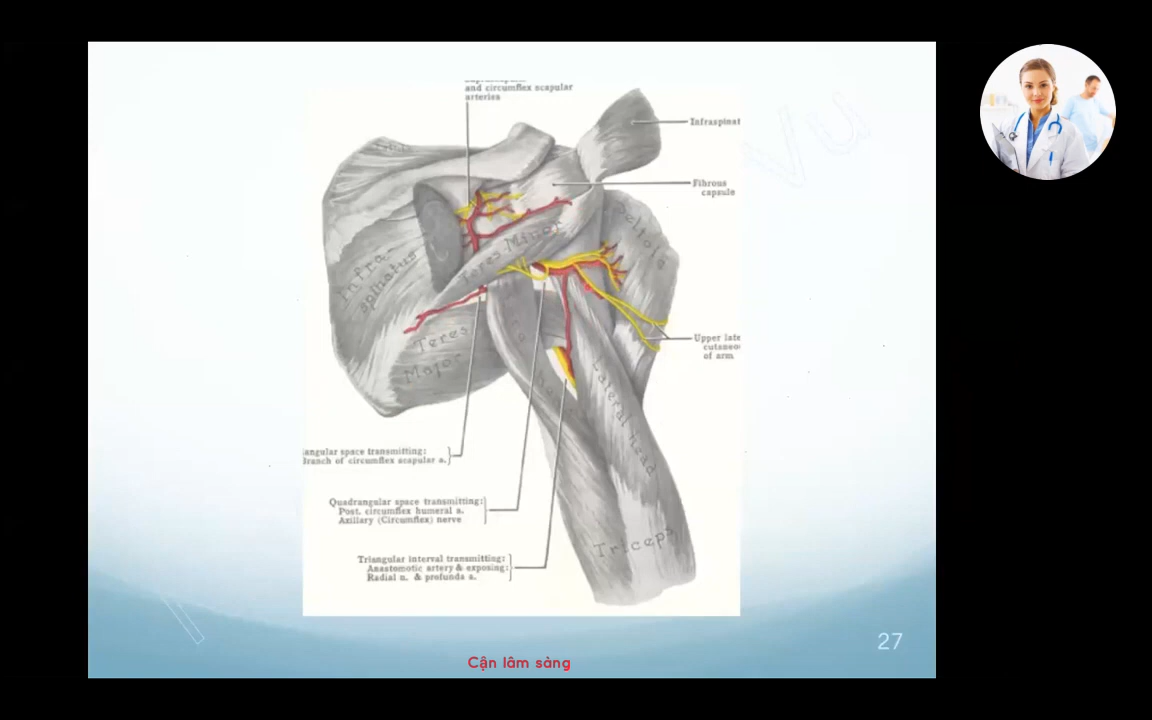 and circumflex scapular
arteries
Infraspinat
Fibrous
capsule
Deltoid
Teres Minor
Infra-
spinatus
Teres
Major
Upper late
cutaneo
of arm.
Lateral head
angular space transmitting:
Branch of circumflex scapular a.
Quadrangular space transmitting:
Post. circumflex humeral a.
Axillary (Circumflex) nerve
Triangular interval transmitting:
Anastomotic artery & exposing:
Radial n. & profunda a.
Triceps
27
Cận lâm sàng